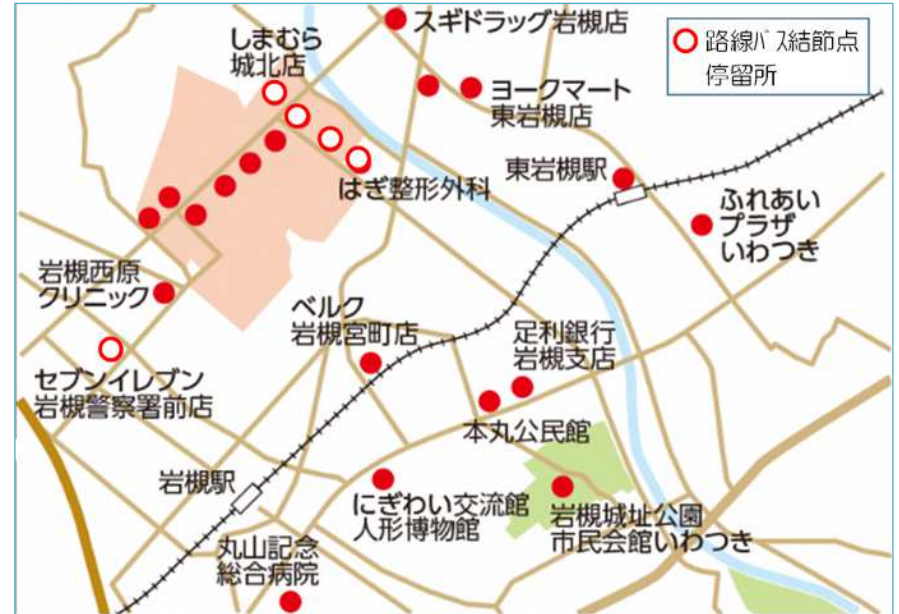 スギドラッグ岩槻店
路線バス結節点
停留所
しまむら
城北店
ヨークマート
東岩槻店
はぎ整形外科
東岩槻駅
ふれあい
プラザ
いわつき
岩槻西原
クリニック
ベルク
岩槻宮町店
足利銀行
岩槻支店
セブンイレブン
岩槻警察署前店
本丸公民館
岩槻駅
にぎわい交流館
人形博物館
岩槻城址公園
市民会館いわつき
丸山記念
総合病院